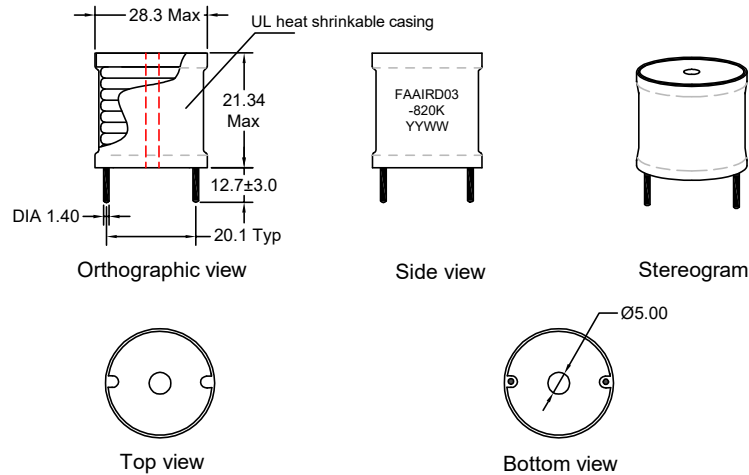 28.3 Max
UL heat shrinkable casing
21.34
Max
12.7±3.0
DIA 1.40
20.1 Typ
Orthographic view
FAAIRD03
-820K
YYWW
Side view
Stereogram
Top view
Ø5.00
Bottom view